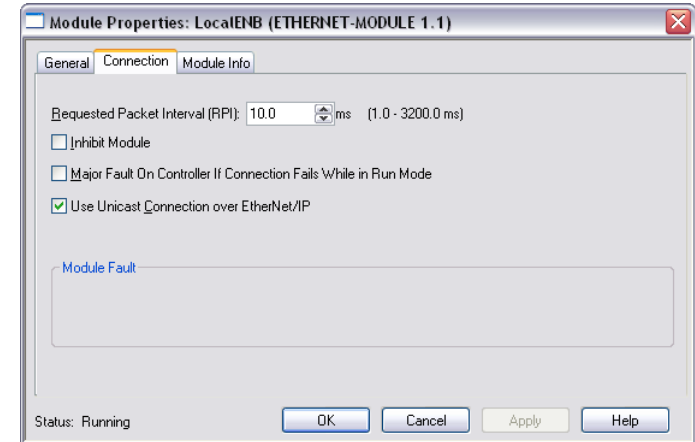 Module Properties: LocalENB (ETHERNET-MODULE 1.1)
General Connection Module Info
Requested Packet Interval (RPI): 10.0 ms (1.0 - 3200.0 ms)
Inhibit Module
Major Fault On Controller If Connection Fails While in Run Mode
Use Unicast Connection over EtherNet/IP
Module Fault
Status: Running OK Cancel Apply Help